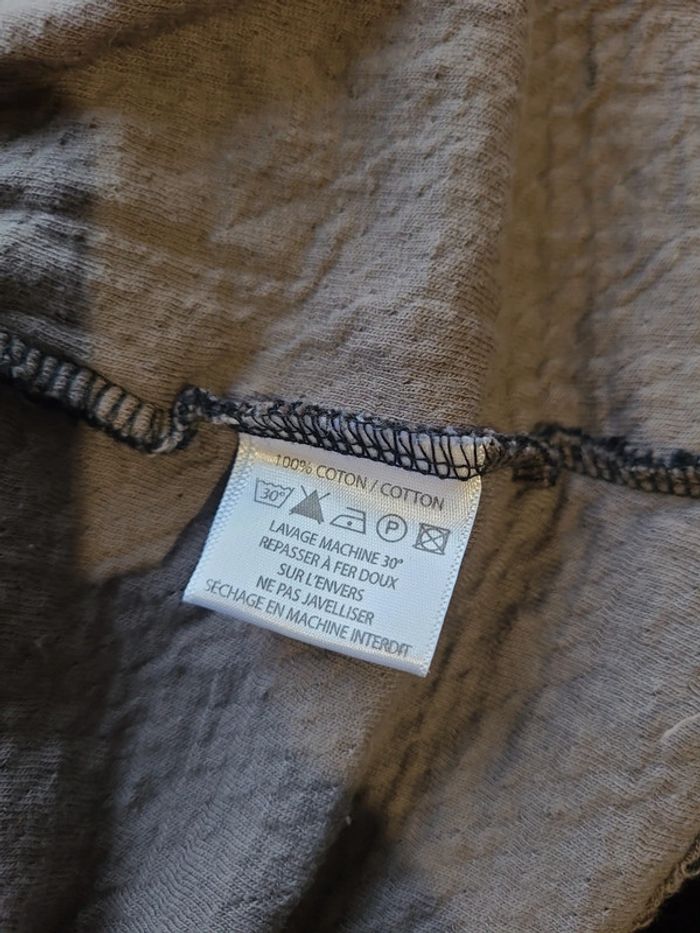 100% COTON / COTTON
30° P
LAVAGE MACHINE 30°
REPASSER À FER DOUX
SUR L'ENVERS
NE PAS JAVELLISER
SÉCHAGE EN MACHINE INTERDIT